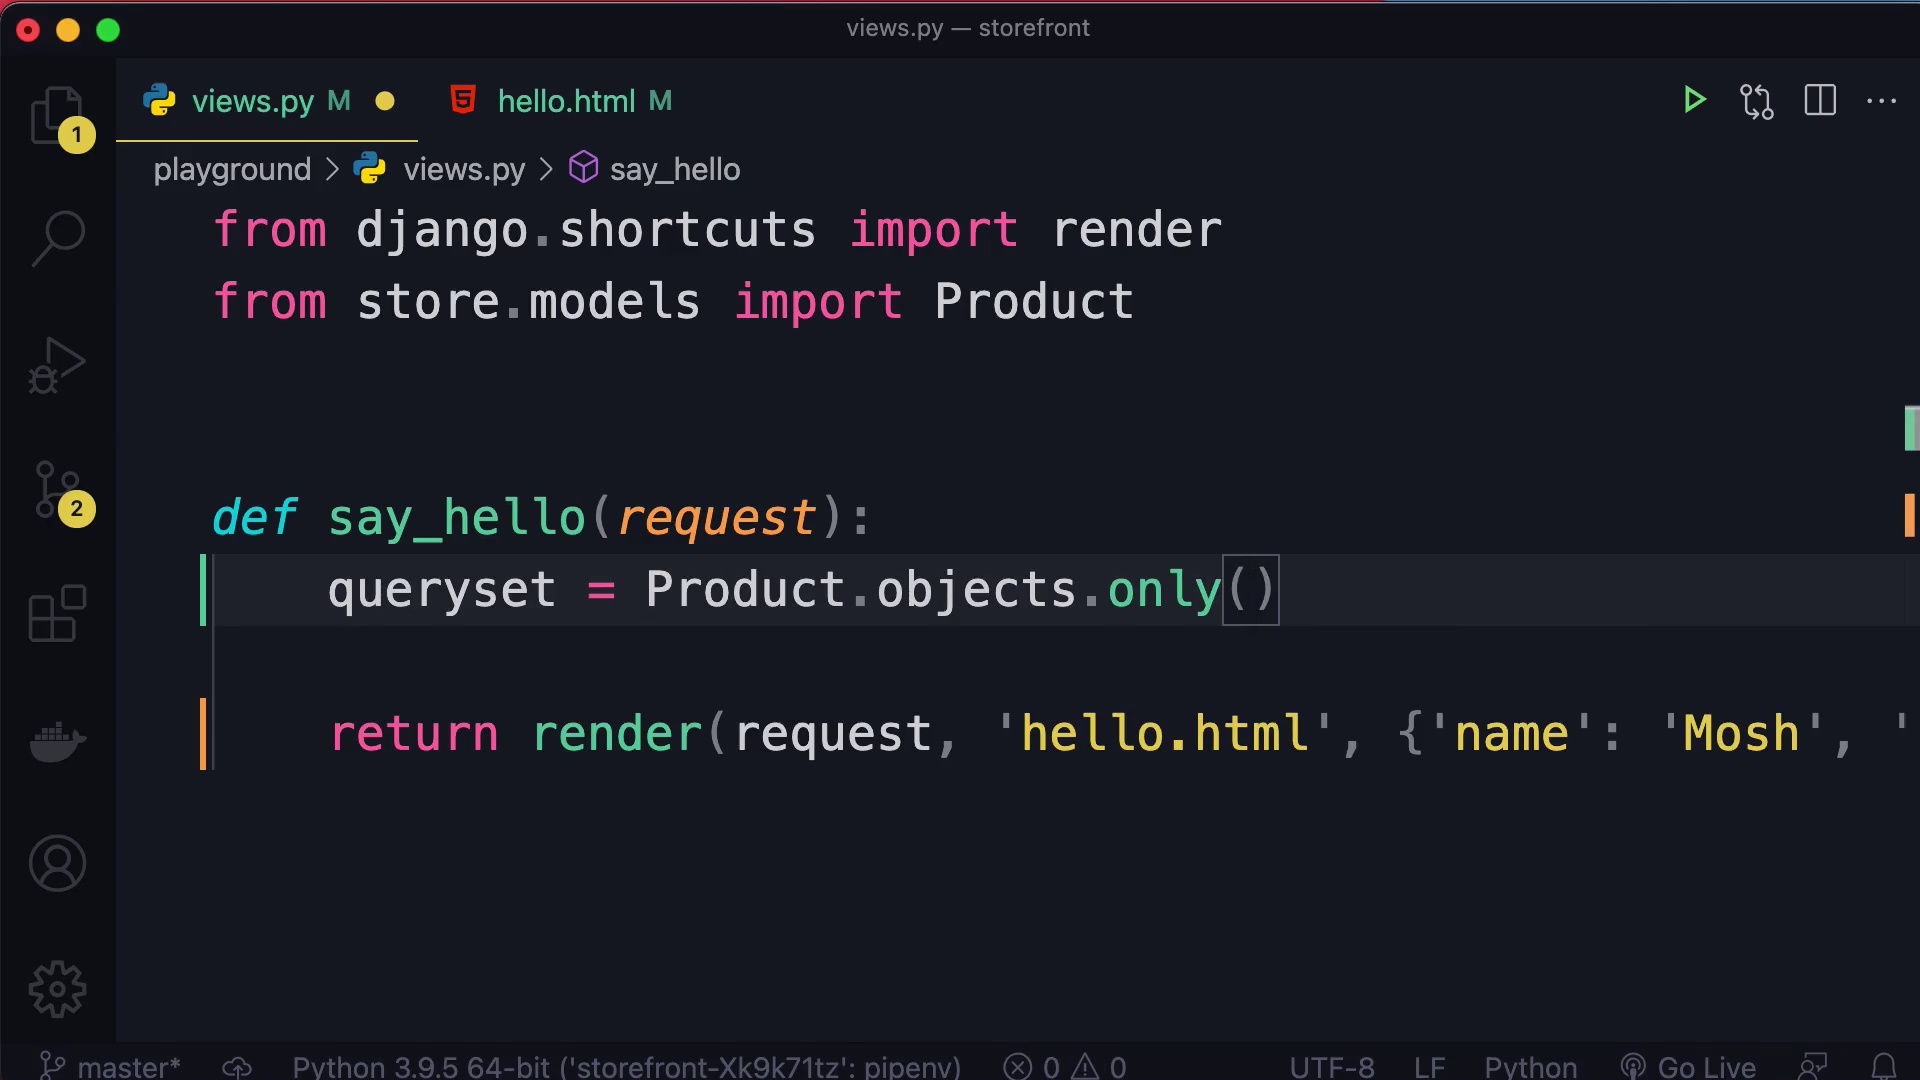 views.py — storefront
views.py M hello.html M
1
playground > views.py > say_hello
from django.shortcuts import render
from store.models import Product
def say_hello(request):
2
queryset = Product.objects.only()
return render(request, 'hello.html', {'name': 'Mosh', '
master* Python 3.9.5 64-bit ('storefront-Xk9k71tz': pipenv) 0 0 UTF-8 LF Python Go Live